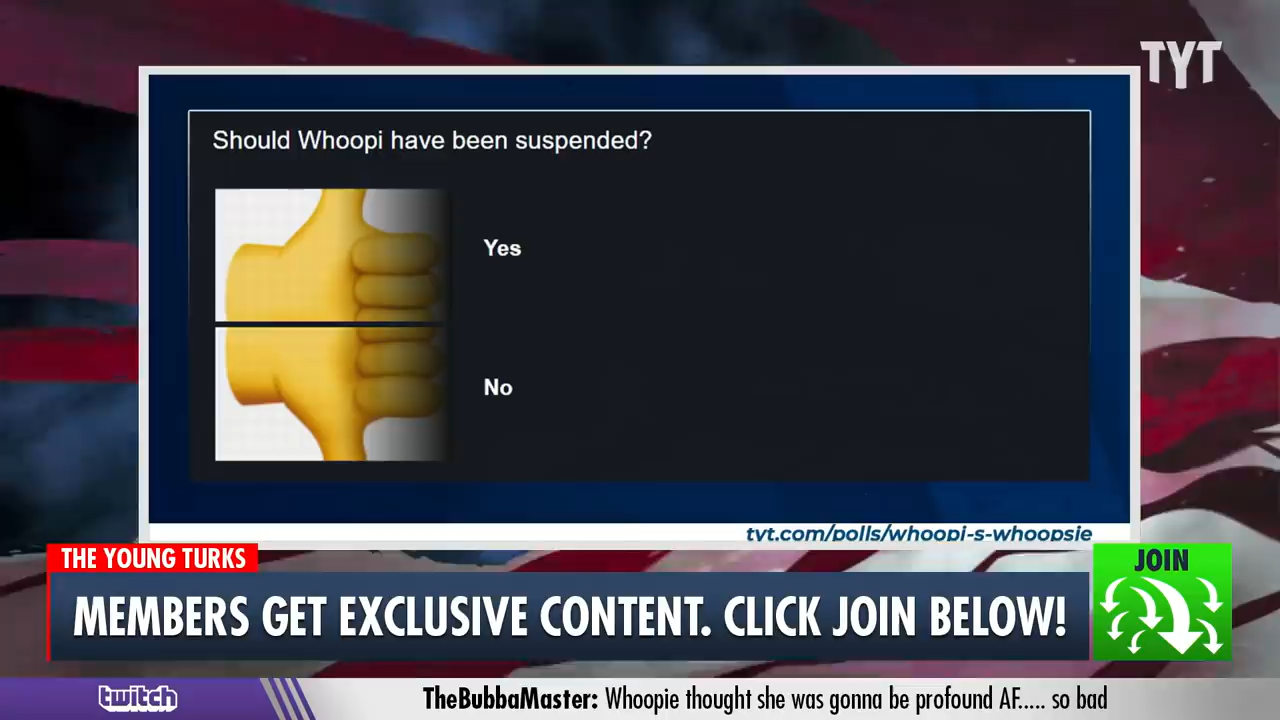 TYT
Should Whoopi have been suspended?
Yes
No
tyt.com/polls/whoopi-s-whoopsie
THE YOUNG TURKS
MEMBERS GET EXCLUSIVE CONTENT. CLICK JOIN BELOW!
JOIN
twitch
TheBubbaMaster: Whoopie thought she was gonna be profound AF..... so bad